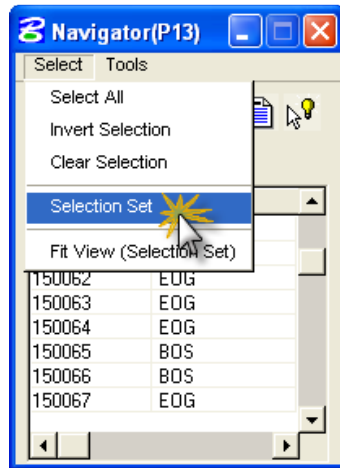 Navigator(P13)
Select Tools
Select All
Invert Selection
Clear Selection
Selection Set
Fit View (Selection Set)
150062 EOG
150063 EOG
150064 EOG
150065 BOS
150066 BOS
150067 EOG